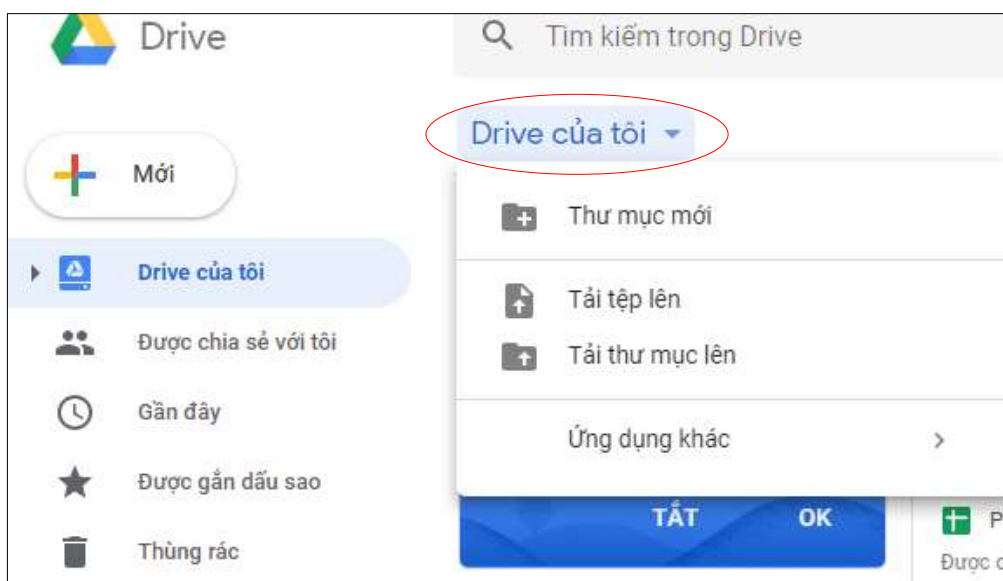 Drive
Tìm kiếm trong Drive
Drive của tôi
Mới
Thư mục mới
Drive của tôi
Tải tệp lên
Được chia sẻ với tôi
Tải thư mục lên
Gần đây
Ứng dụng khác
Được gắn dấu sao
TẮT
OK
P
Thùng rác
Được